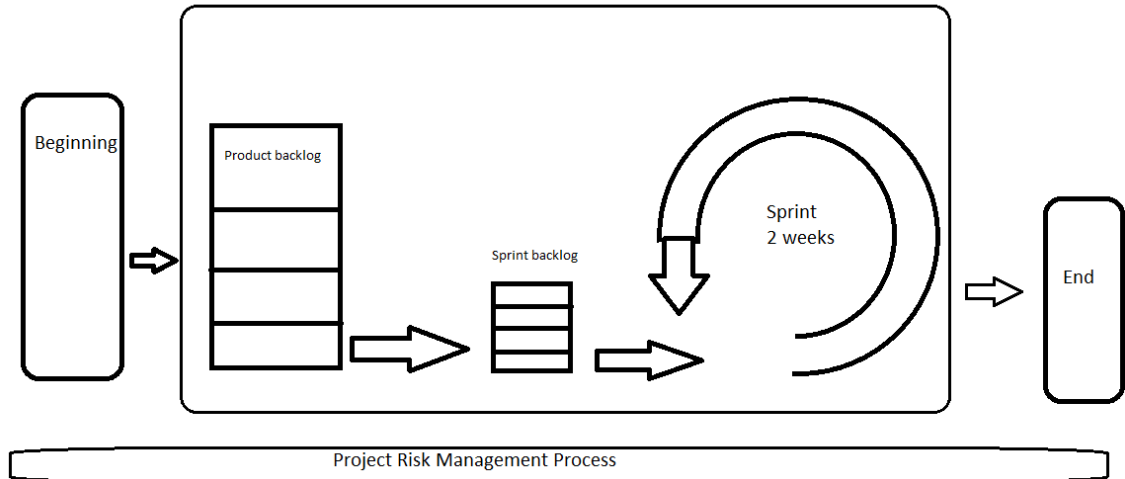 Beginning
Product backlog
Sprint backlog
Sprint
2 weeks
End
Project Risk Management Process